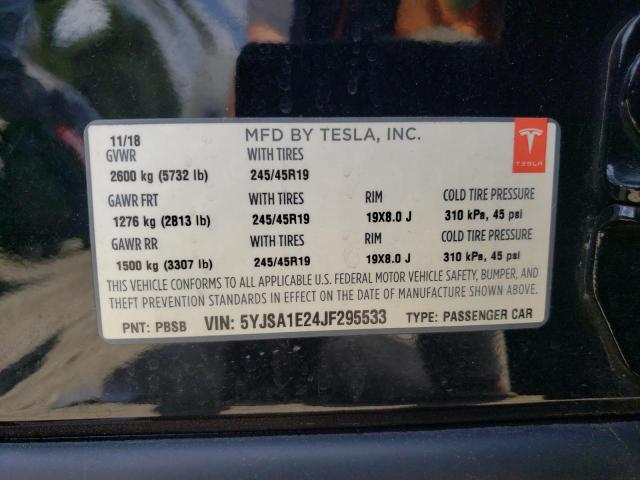 11/18 MFD BY TESLA, INC.
GVWR WITH TIRES
2600 kg (5732 lb) 245/45R19
GAWR FRT WITH TIRES RIM COLD TIRE PRESSURE
1276 kg (2813 lb) 245/45R19 19X8.0 J 310 kPa, 45 psi
GAWR RR WITH TIRES RIM COLD TIRE PRESSURE
1500 kg (3307 lb) 245/45R19 19X8.0 J 310 kPa, 45 psi
THIS VEHICLE CONFORMS TO ALL APPLICABLE U.S. FEDERAL MOTOR VEHICLE SAFETY, BUMPER, AND
THEFT PREVENTION STANDARDS IN EFFECT ON THE DATE OF MANUFACTURE SHOWN ABOVE.
PNT: PBSB VIN: 5YJSA1E24JF295533 TYPE: PASSENGER CAR
TESLA